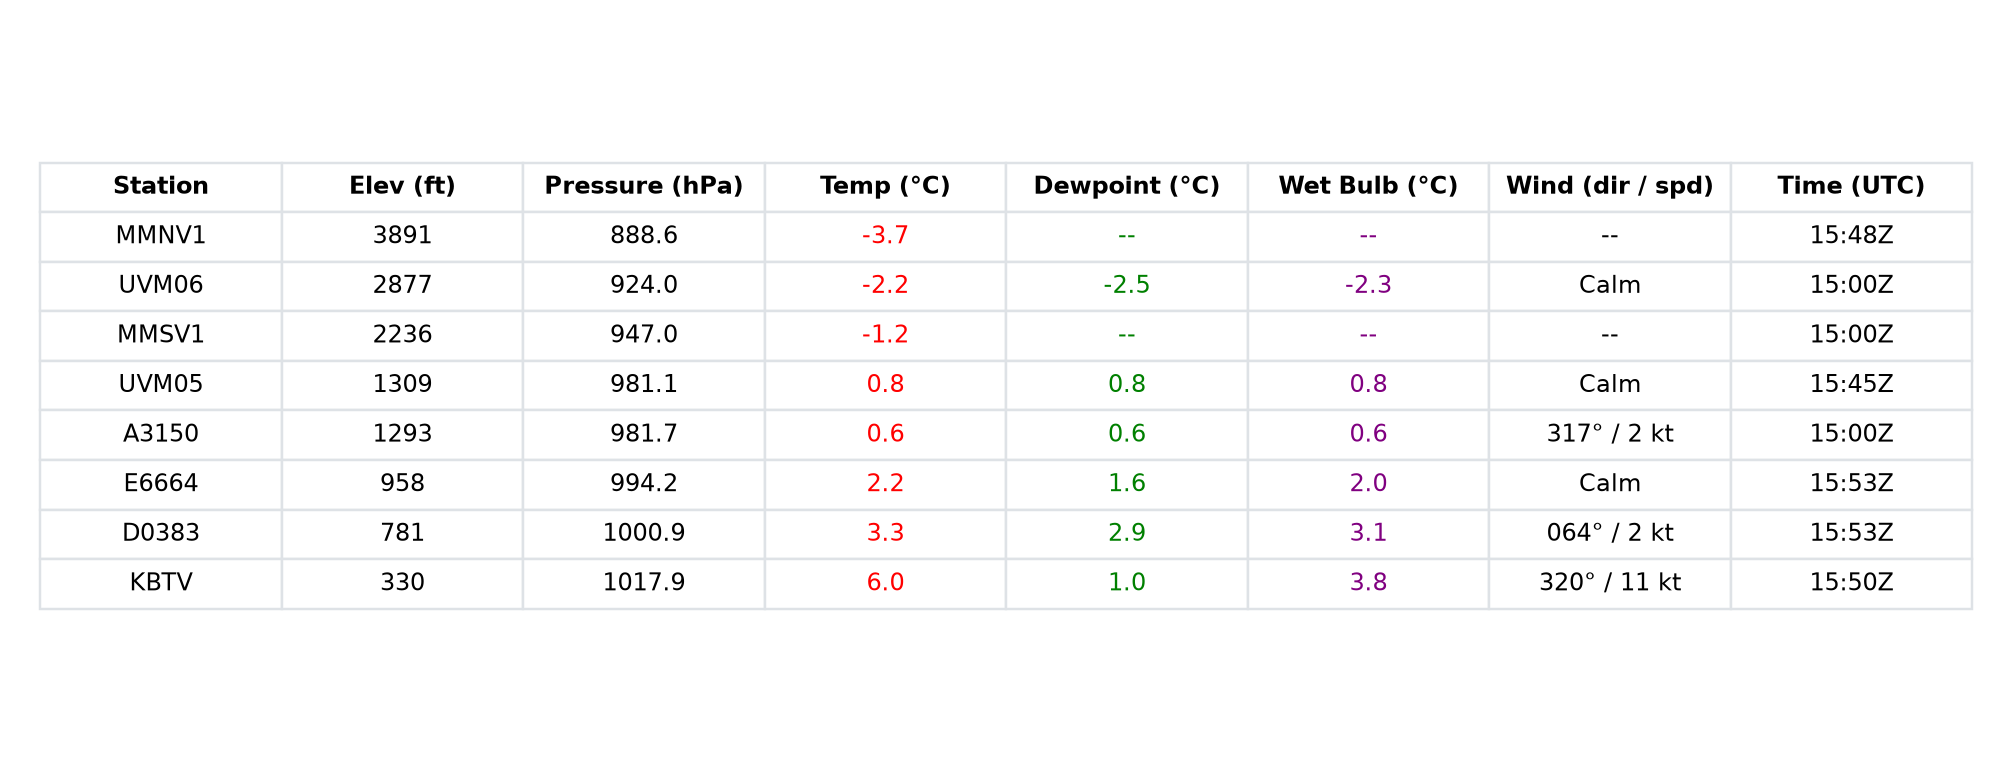 Station Elev (ft) Pressure (hPa) Temp (°C) Dewpoint (°C) Wet Bulb (°C) Wind (dir / spd) Time (UTC)
MMNV1 3891 888.6 -3.7 -- -- -- 15:48Z
UVM06 2877 924.0 -2.2 -2.5 -2.3 Calm 15:00Z
MMSV1 2236 947.0 -1.2 -- -- -- 15:00Z
UVM05 1309 981.1 0.8 0.8 0.8 Calm 15:45Z
A3150 1293 981.7 0.6 0.6 0.6 317° / 2 kt 15:00Z
E6664 958 994.2 2.2 1.6 2.0 Calm 15:53Z
D0383 781 1000.9 3.3 2.9 3.1 064° / 2 kt 15:53Z
KBTV 330 1017.9 6.0 1.0 3.8 320° / 11 kt 15:50Z